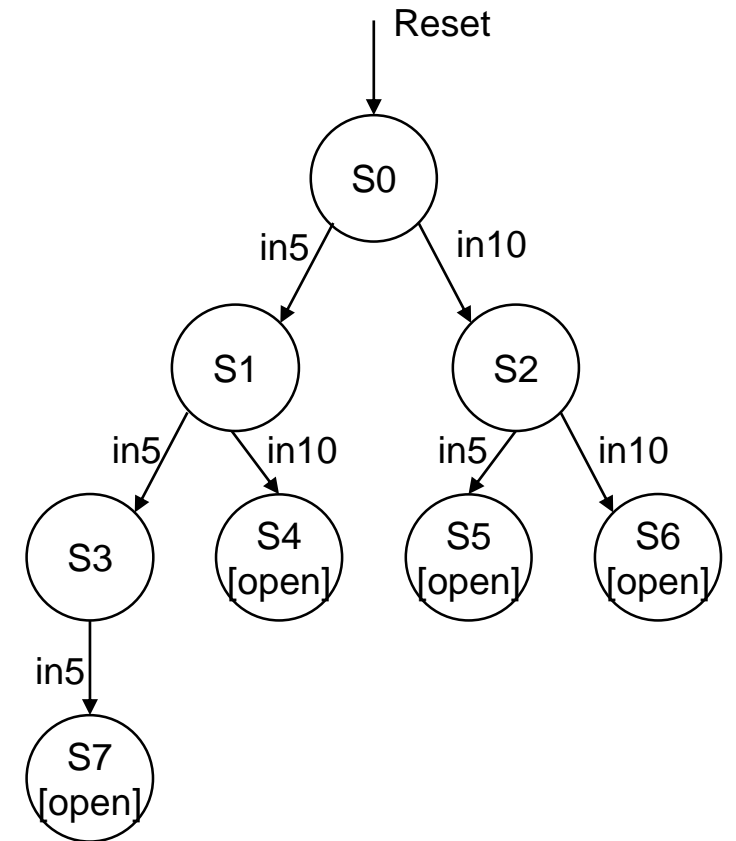 Reset
S0
in5
in10
S1
S2
in5
in10
in5
in10
S3
S4
[open]
S5
[open]
S6
[open]
in5
S7
[open]